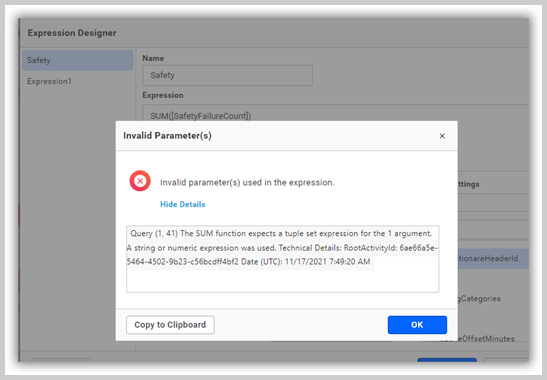 Expression Designer
Safety
Expression1
Name
Safety
Expression
SUM([SafetyFailureCount])
Invalid Parameter(s)
×
Invalid parameter(s) used in the expression.
Hide Details
Query (1, 41) The SUM function expects a tuple set expression for the 1 argument.
A string or numeric expression was used. Technical Details: RootActivityId: 6ae66a5e-
5464-4502-9b23-c56bcdff4bf2 Date (UTC): 11/17/2021 7:49:20 AM
Copy to Clipboard
OK
ettings
tionareHeaderId
gCategories
eOffsetMinutes